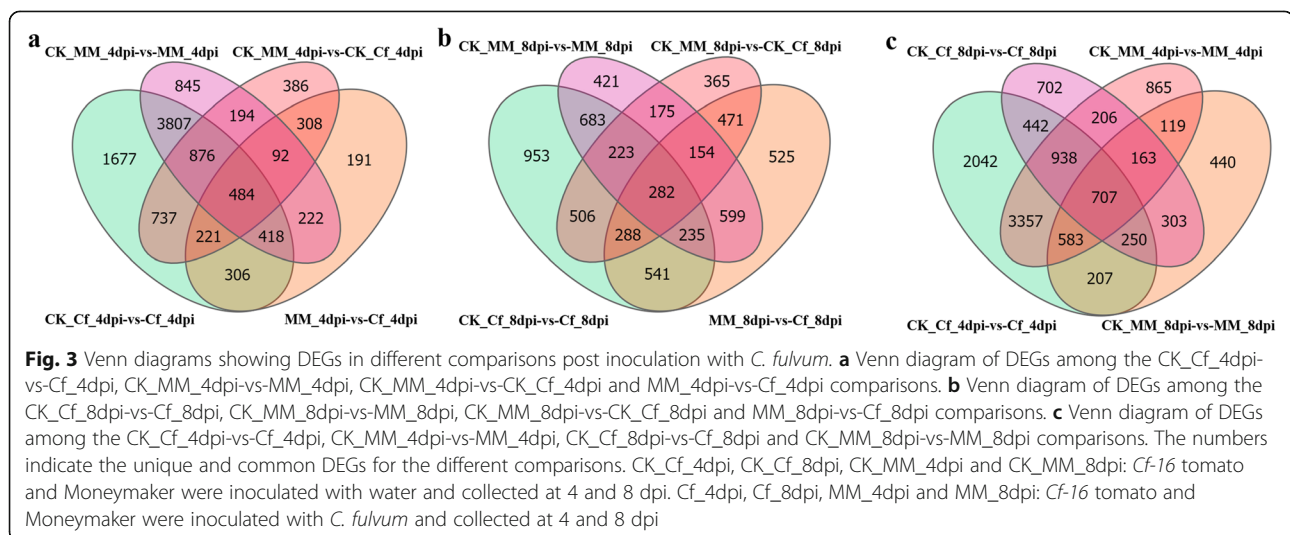 a
CK_MM_4dpi-vs-MM_4dpi CK_MM_4dpi-vs-CK_Cf_4dpi
845 386
3807 194 308
1677 876 92 191
484
737 222
221 418
306
CK_Cf_4dpi-vs-Cf_4dpi MM_4dpi-vs-Cf_4dpi
b
CK_MM_8dpi-vs-MM_8dpi CK_MM_8dpi-vs-CK_Cf_8dpi
421 365
683 175 471
953 223 154 525
282
506 599
288 235
541
CK_Cf_8dpi-vs-Cf_8dpi MM_8dpi-vs-Cf_8dpi
c
CK_Cf_8dpi-vs-Cf_8dpi CK_MM_4dpi-vs-MM_4dpi
702 865
442 206 119
2042 938 163 440
707
3357 303
583 250
207
CK_Cf_4dpi-vs-Cf_4dpi CK_MM_8dpi-vs-MM_8dpi
Fig. 3 Venn diagrams showing DEGs in different comparisons post inoculation with C. fulvum. a Venn diagram of DEGs among the CK_Cf_4dpi-
vs-Cf_4dpi, CK_MM_4dpi-vs-MM_4dpi, CK_MM_4dpi-vs-CK_Cf_4dpi and MM_4dpi-vs-Cf_4dpi comparisons. b Venn diagram of DEGs among the
CK_Cf_8dpi-vs-Cf_8dpi, CK_MM_8dpi-vs-MM_8dpi, CK_MM_8dpi-vs-CK_Cf_8dpi and MM_8dpi-vs-Cf_8dpi comparisons. c Venn diagram of DEGs
among the CK_Cf_4dpi-vs-Cf_4dpi, CK_MM_4dpi-vs-MM_4dpi, CK_Cf_8dpi-vs-Cf_8dpi and CK_MM_8dpi-vs-MM_8dpi comparisons. The numbers
indicate the unique and common DEGs for the different comparisons. CK_Cf_4dpi, CK_Cf_8dpi, CK_MM_4dpi and CK_MM_8dpi: Cf-16 tomato
and Moneymaker were inoculated with water and collected at 4 and 8 dpi. Cf_4dpi, Cf_8dpi, MM_4dpi and MM_8dpi: Cf-16 tomato and
Moneymaker were inoculated with C. fulvum and collected at 4 and 8 dpi